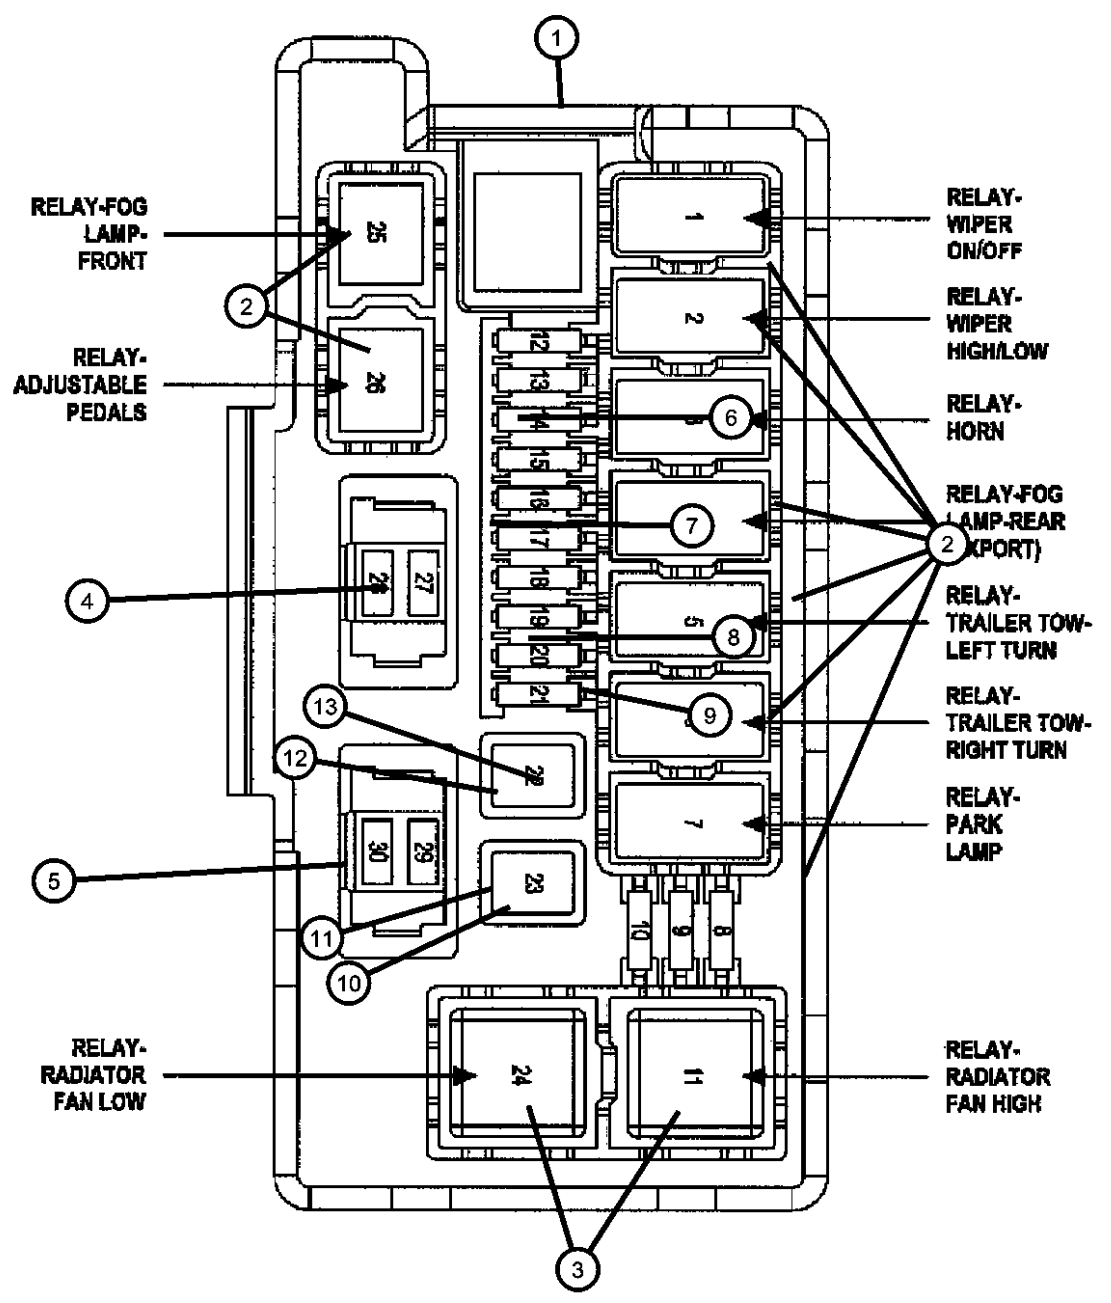 1
RELAY-FOG
LAMP-
FRONT
25
2
RELAY-
ADJUSTABLE
PEDALS
26
1
RELAY-
WIPER
ON/OFF
2
RELAY-
WIPER
HIGH/LOW
12
13
14
15
16
17
18
19
20
21
6
RELAY-
HORN
7
RELAY-FOG
LAMP-REAR
XPORT)
2
4
28
27
5
8
RELAY-
TRAILER TOW-
LEFT TURN
9
RELAY-
TRAILER TOW-
RIGHT TURN
13
12
22
7
RELAY-
PARK
LAMP
5
30
29
23
11
10
10
9
8
RELAY-
RADIATOR
FAN LOW
24
11
RELAY-
RADIATOR
FAN HIGH
3